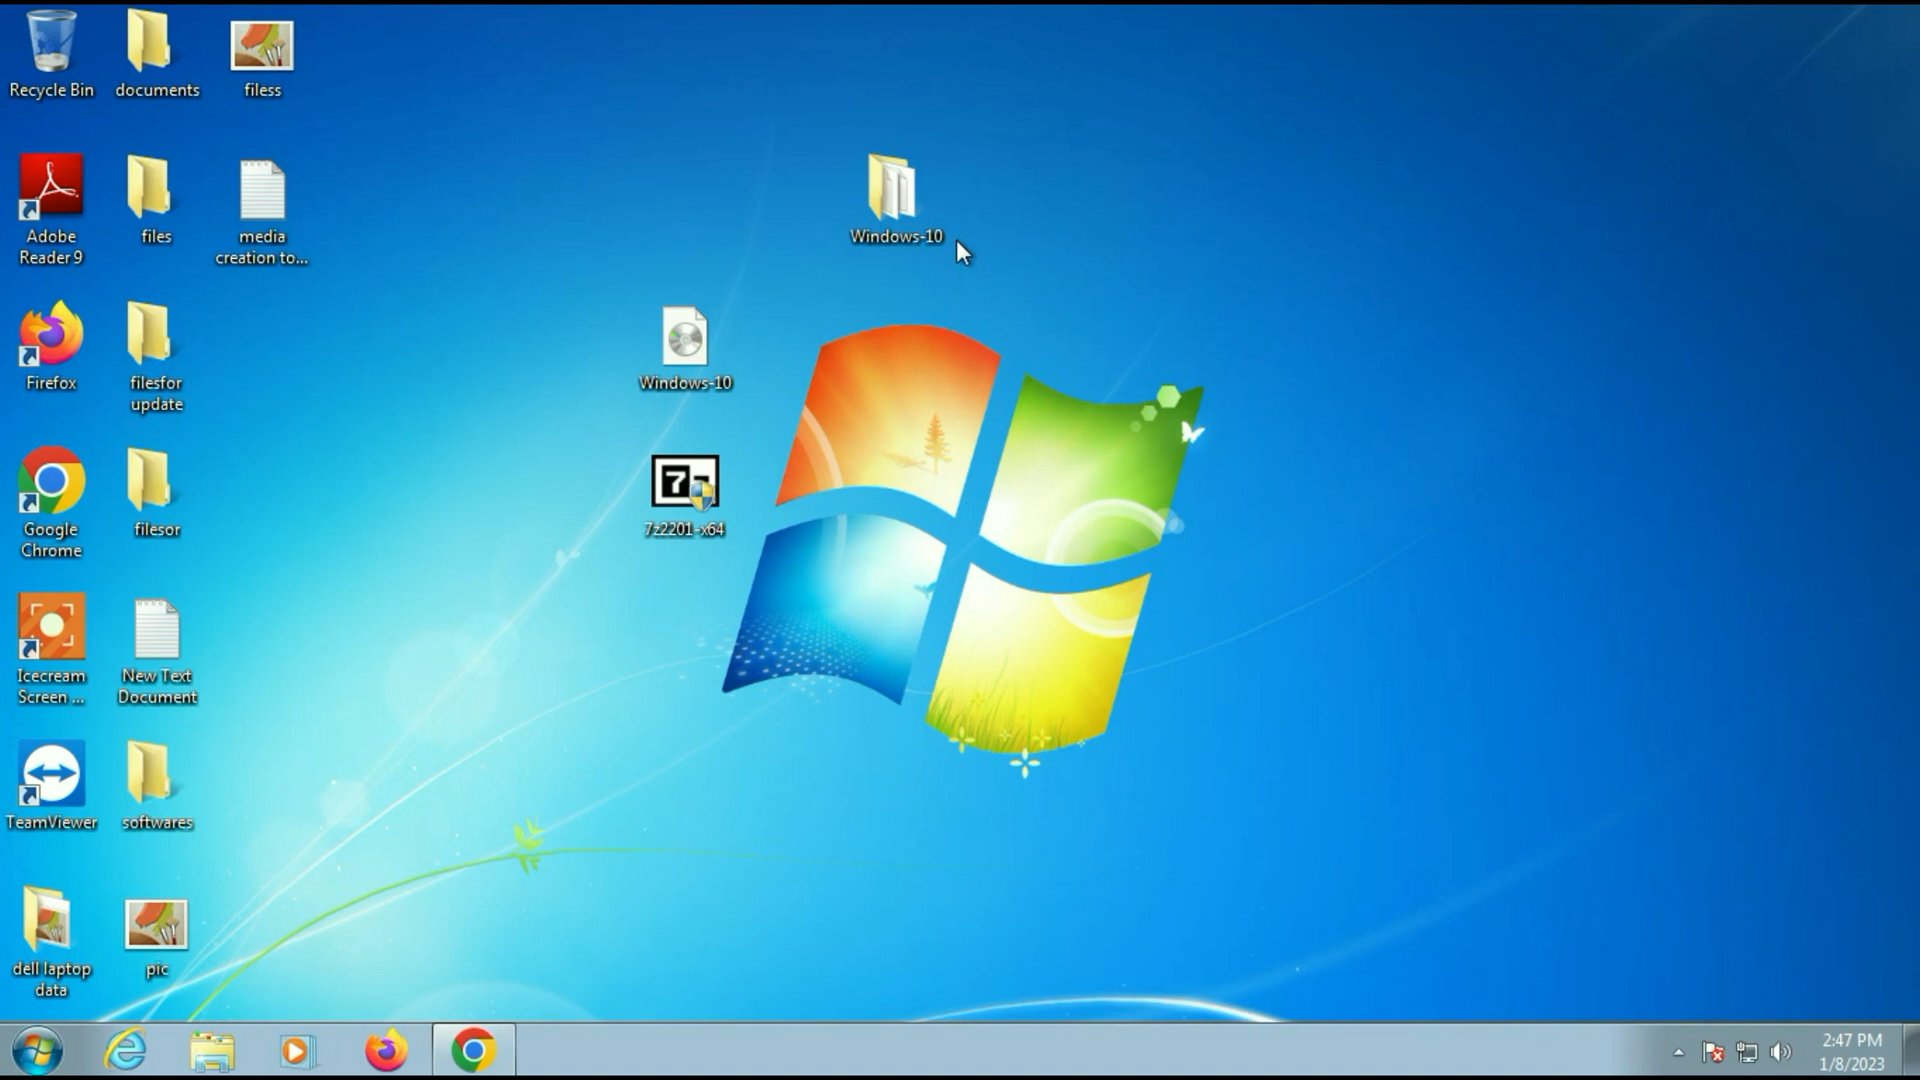 Recycle Bin
documents
filess
Adobe
Reader 9
files
media
creation to...
Windows-10
Firefox
filesfor
update
Windows-10
Google
Chrome
filesor
7z2201-x64
Icecream
Screen ...
New Text
Document
TeamViewer
softwares
dell laptop
data
pic
2:47 PM
1/8/2023